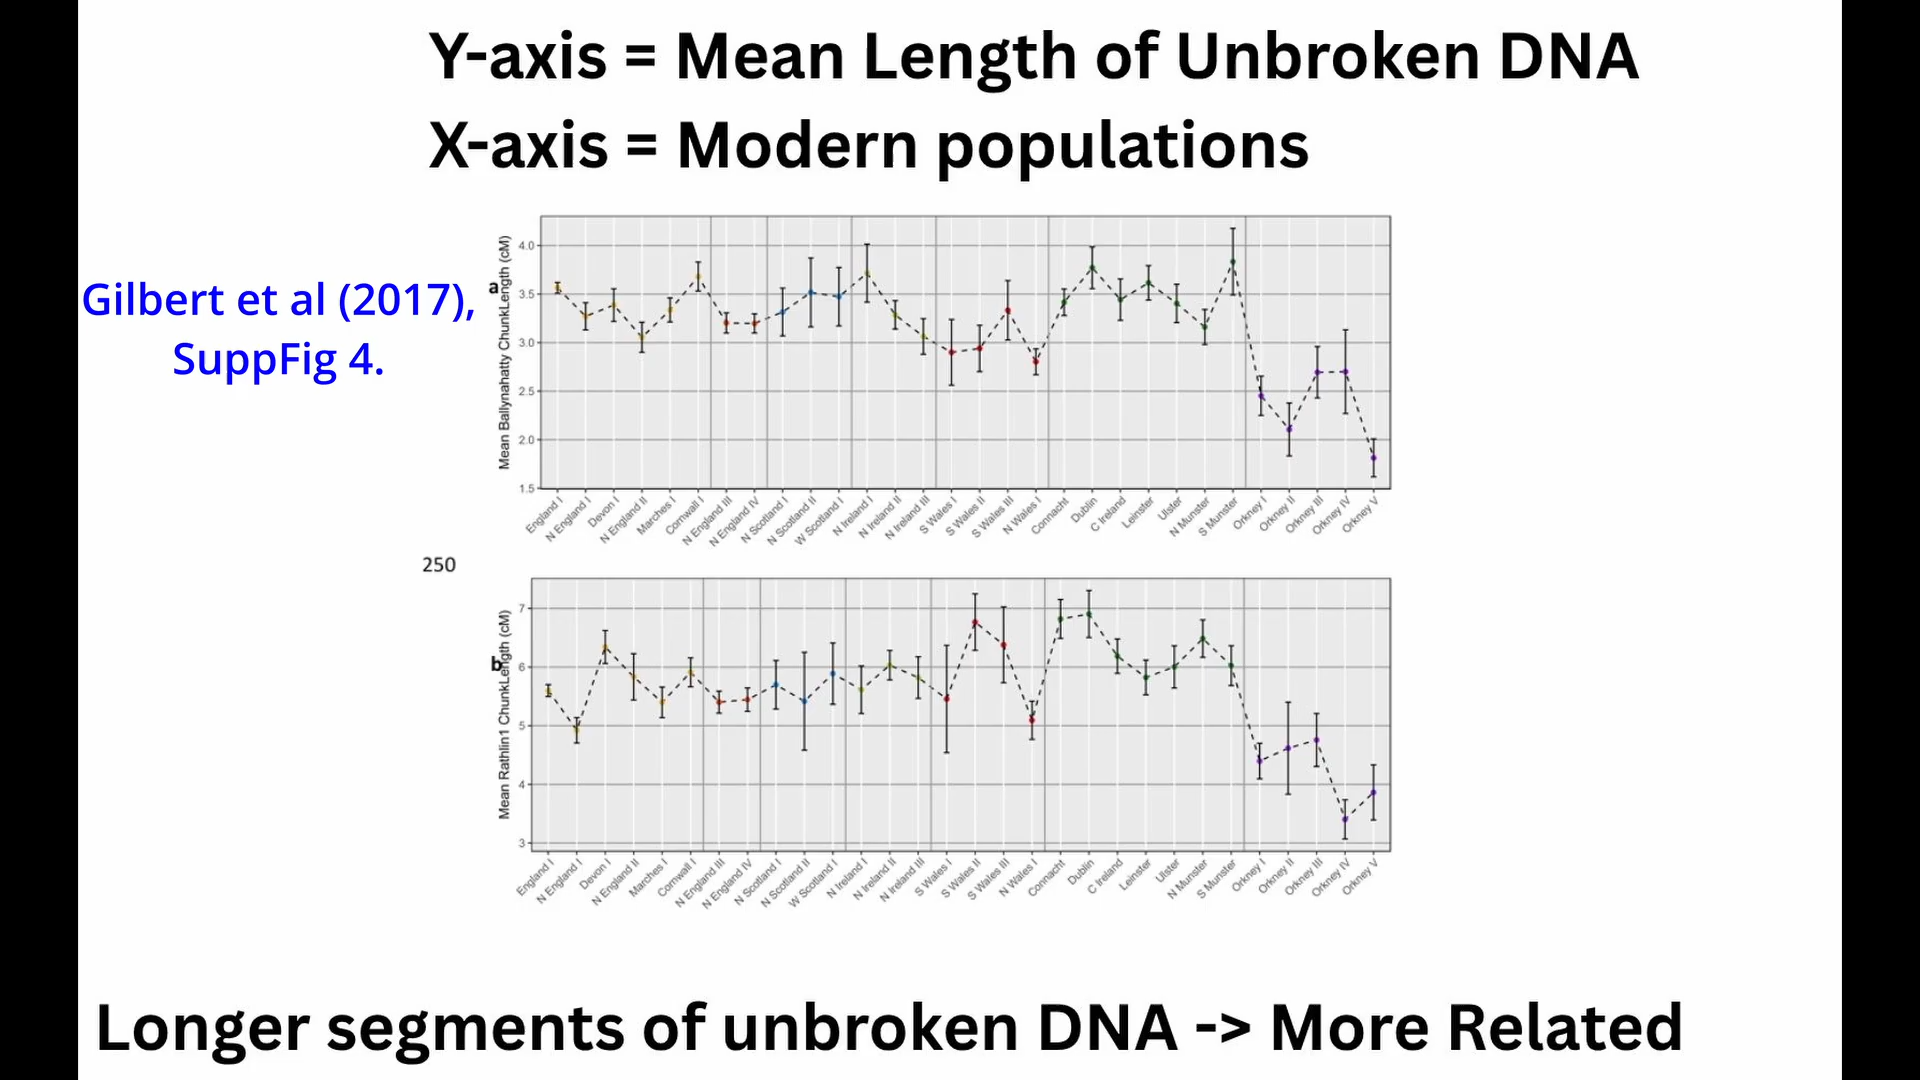 Y-axis = Mean Length of Unbroken DNA
X-axis = Modern populations
Gilbert et al (2017),
SuppFig 4.
a
Mean Ballynahatty ChunkLength (cM)
4.0
3.5
3.0
2.5
2.0
1.5
England I
N England I
Devon I
N England II
Marches I
Cornwall I
N England III
N England IV
N Scotland I
N Scotland II
W Scotland I
N Ireland I
N Ireland II
N Ireland III
S Wales I
S Wales II
S Wales III
N Wales I
Connacht
Dublin
C Ireland
Leinster
Ulster
N Munster
S Munster
Orkney I
Orkney II
Orkney III
Orkney IV
Orkney V
250
b
Mean Rathlin1 ChunkLength (cM)
7
6
5
4
3
England I
N England I
Devon I
N England II
Marches I
Cornwall I
N England III
N England IV
N Scotland I
N Scotland II
W Scotland I
N Ireland I
N Ireland II
N Ireland III
S Wales I
S Wales II
S Wales III
N Wales I
Connacht
Dublin
C Ireland
Leinster
Ulster
N Munster
S Munster
Orkney I
Orkney II
Orkney III
Orkney IV
Orkney V
Longer segments of unbroken DNA -> More Related